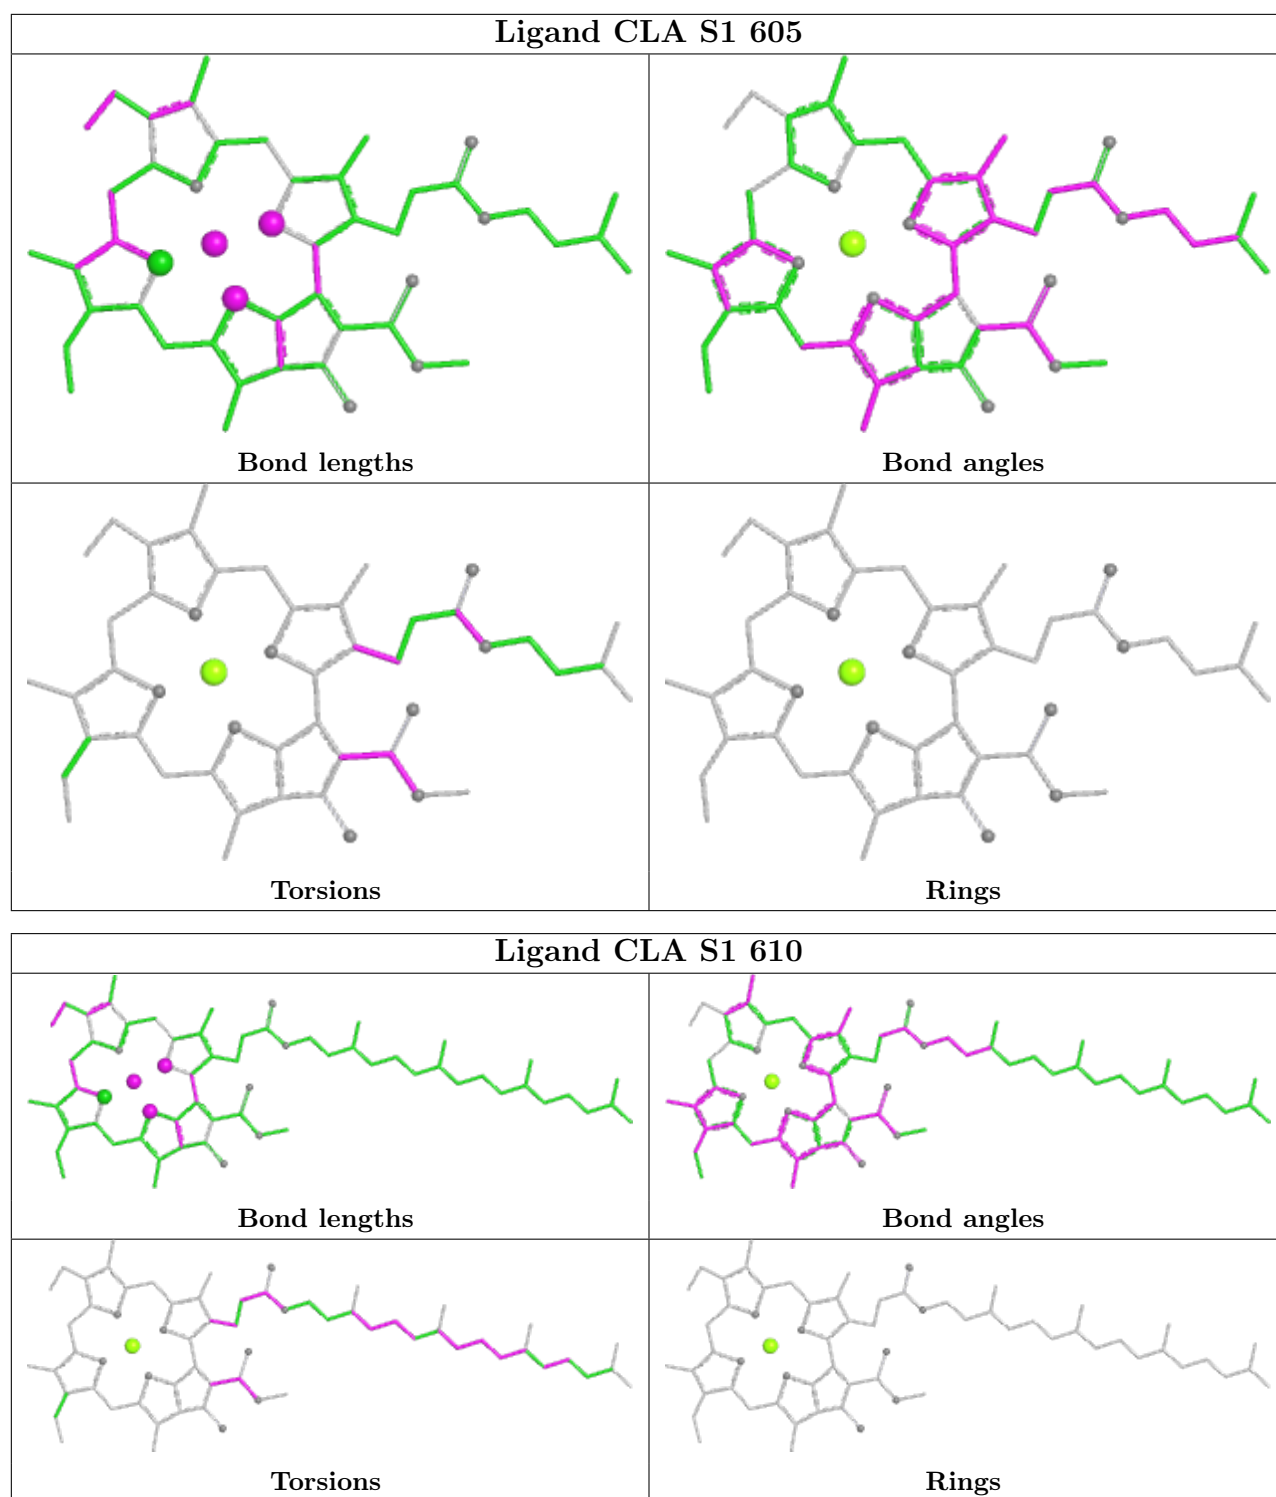 Ligand CLA S1 605
Bond lengths
Bond angles
Torsions
Rings
Ligand CLA S1 610
Bond lengths
Bond angles
Torsions
Rings